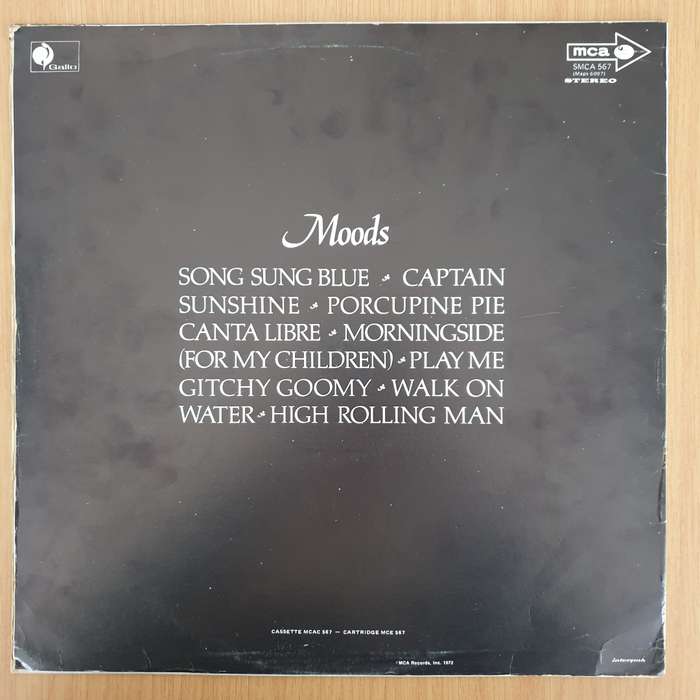 Gallo
mca
SMCA 567
(Maps 6097)
STEREO
Moods
SONG SUNG BLUE • CAPTAIN
SUNSHINE • PORCUPINE PIE
CANTA LIBRE • MORNINGSIDE
(FOR MY CHILDREN) • PLAY ME
GITCHY GOOMY • WALK ON
WATER • HIGH ROLLING MAN
CASSETTE MCAC 567 — CARTRIDGE MCE 567
MCA Records, Inc. 1972